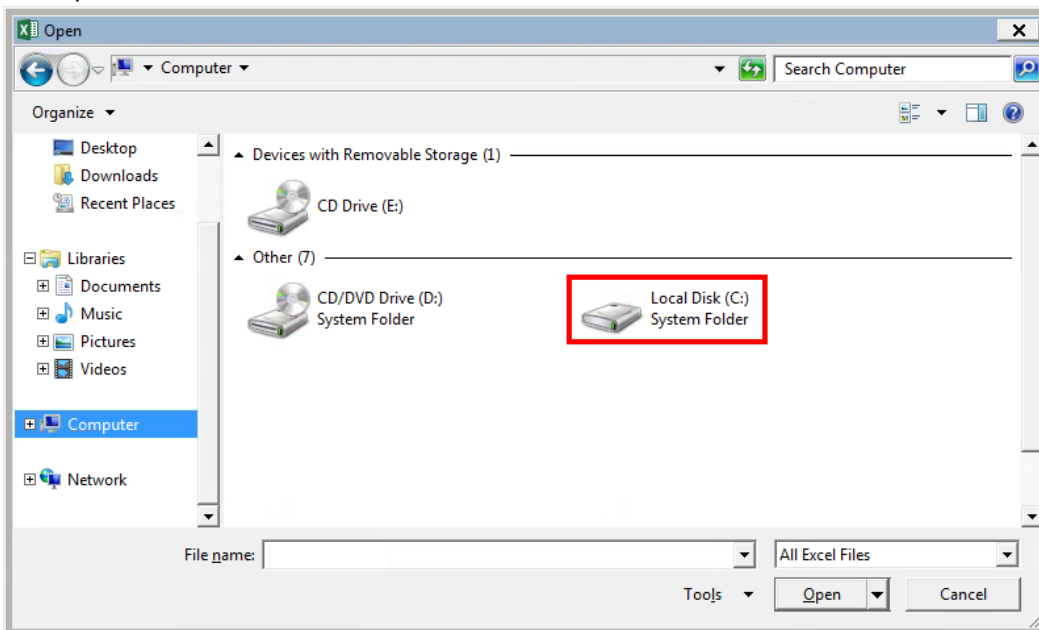 Open
Computer
Search Computer
Organize
Desktop
Downloads
Recent Places
Libraries
Documents
Music
Pictures
Videos
Computer
Network
Devices with Removable Storage (1)
CD Drive (E:)
Other (7)
CD/DVD Drive (D:)
System Folder
Local Disk (C:)
System Folder
File name:
All Excel Files
Tools
Open
Cancel